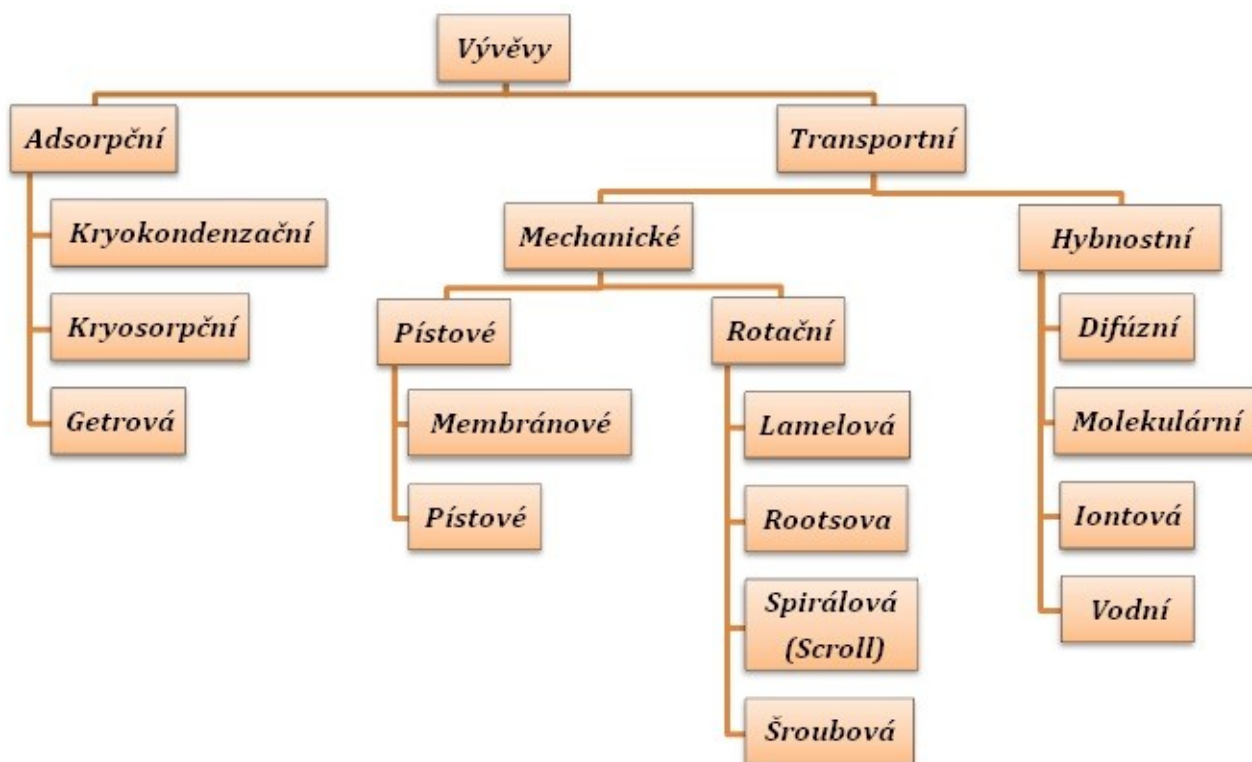 Vývěvy
Adsorpční
Transportní
Kryokondenzační
Kryosorpční
Getrová
Mechanické
Hybnostní
Pístové
Rotační
Membránové
Pístové
Lamelová
Rootsova
Spirálová
(Scroll)
Šroubová
Difúzní
Molekulární
Iontová
Vodní